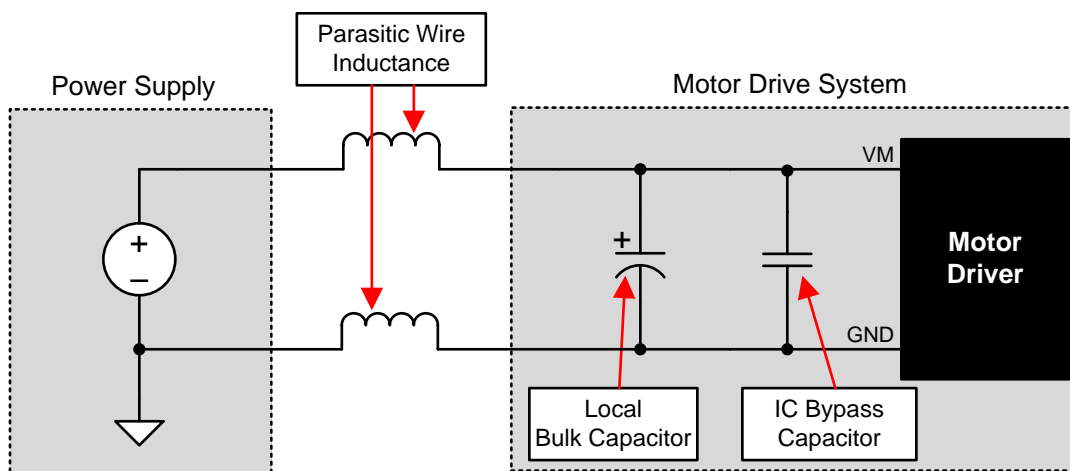 Parasitic Wire
Inductance
Power Supply
Motor Drive System
VM
+
+
−
Motor
Driver
GND
Local
Bulk Capacitor
IC Bypass
Capacitor